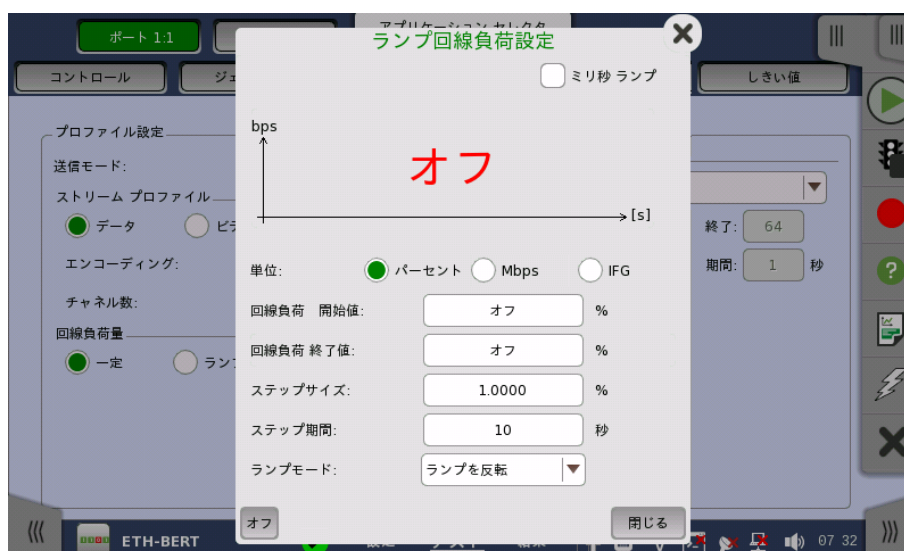 アプリケーション セレクタ
ポート 1:1
ランプ回線負荷設定
コントロール
しきい値
ミリ秒 ランプ
プロファイル設定
bps
オフ
[s]
送信モード:
ストリーム プロファイル
データ
終了: 64
エンコーディング:
期間: 1 秒
単位: パーセント Mbps IFG
チャネル数:
回線負荷 開始値: オフ %
回線負荷量
回線負荷 終了値: オフ %
一定
ステップサイズ: 1.0000 %
ステップ期間: 10 秒
ランプモード: ランプを反転
オフ
閉じる
ETH-BERT
07 32